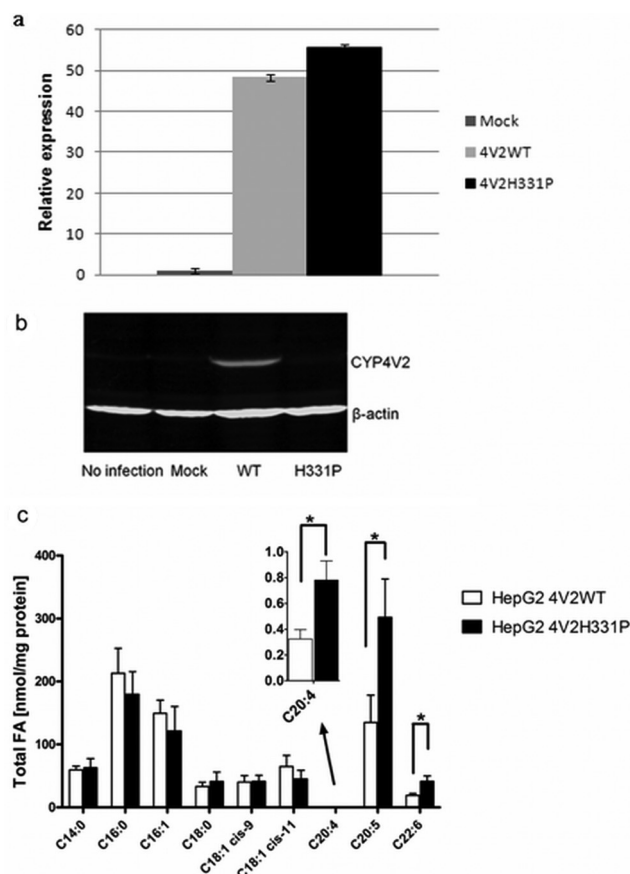 a
60
50
40
30
20
10
0
Relative expression
Mock
4V2WT
4V2H331P
b
CYP4V2
β-actin
No infection Mock WT H331P
c
400
300
200
100
0
Total FA [nmol/mg protein]
*
1.0
0.8
0.6
0.4
0.2
0.0
C20:4
*
*
HepG2 4V2WT
HepG2 4V2H331P
C14:0
C16:0
C16:1
C18:0
C18:1 cis-9
C18:1 cis-11
C20:4
C20:5
C22:6